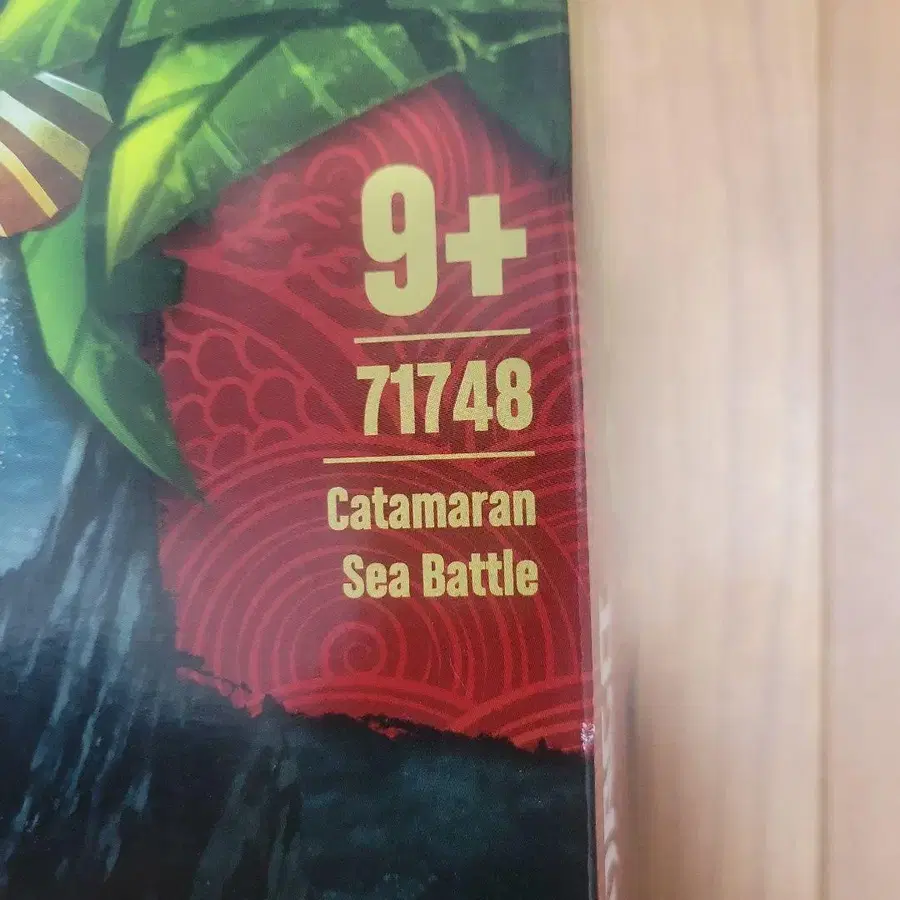 9+
71748
Catamaran
Sea Battle